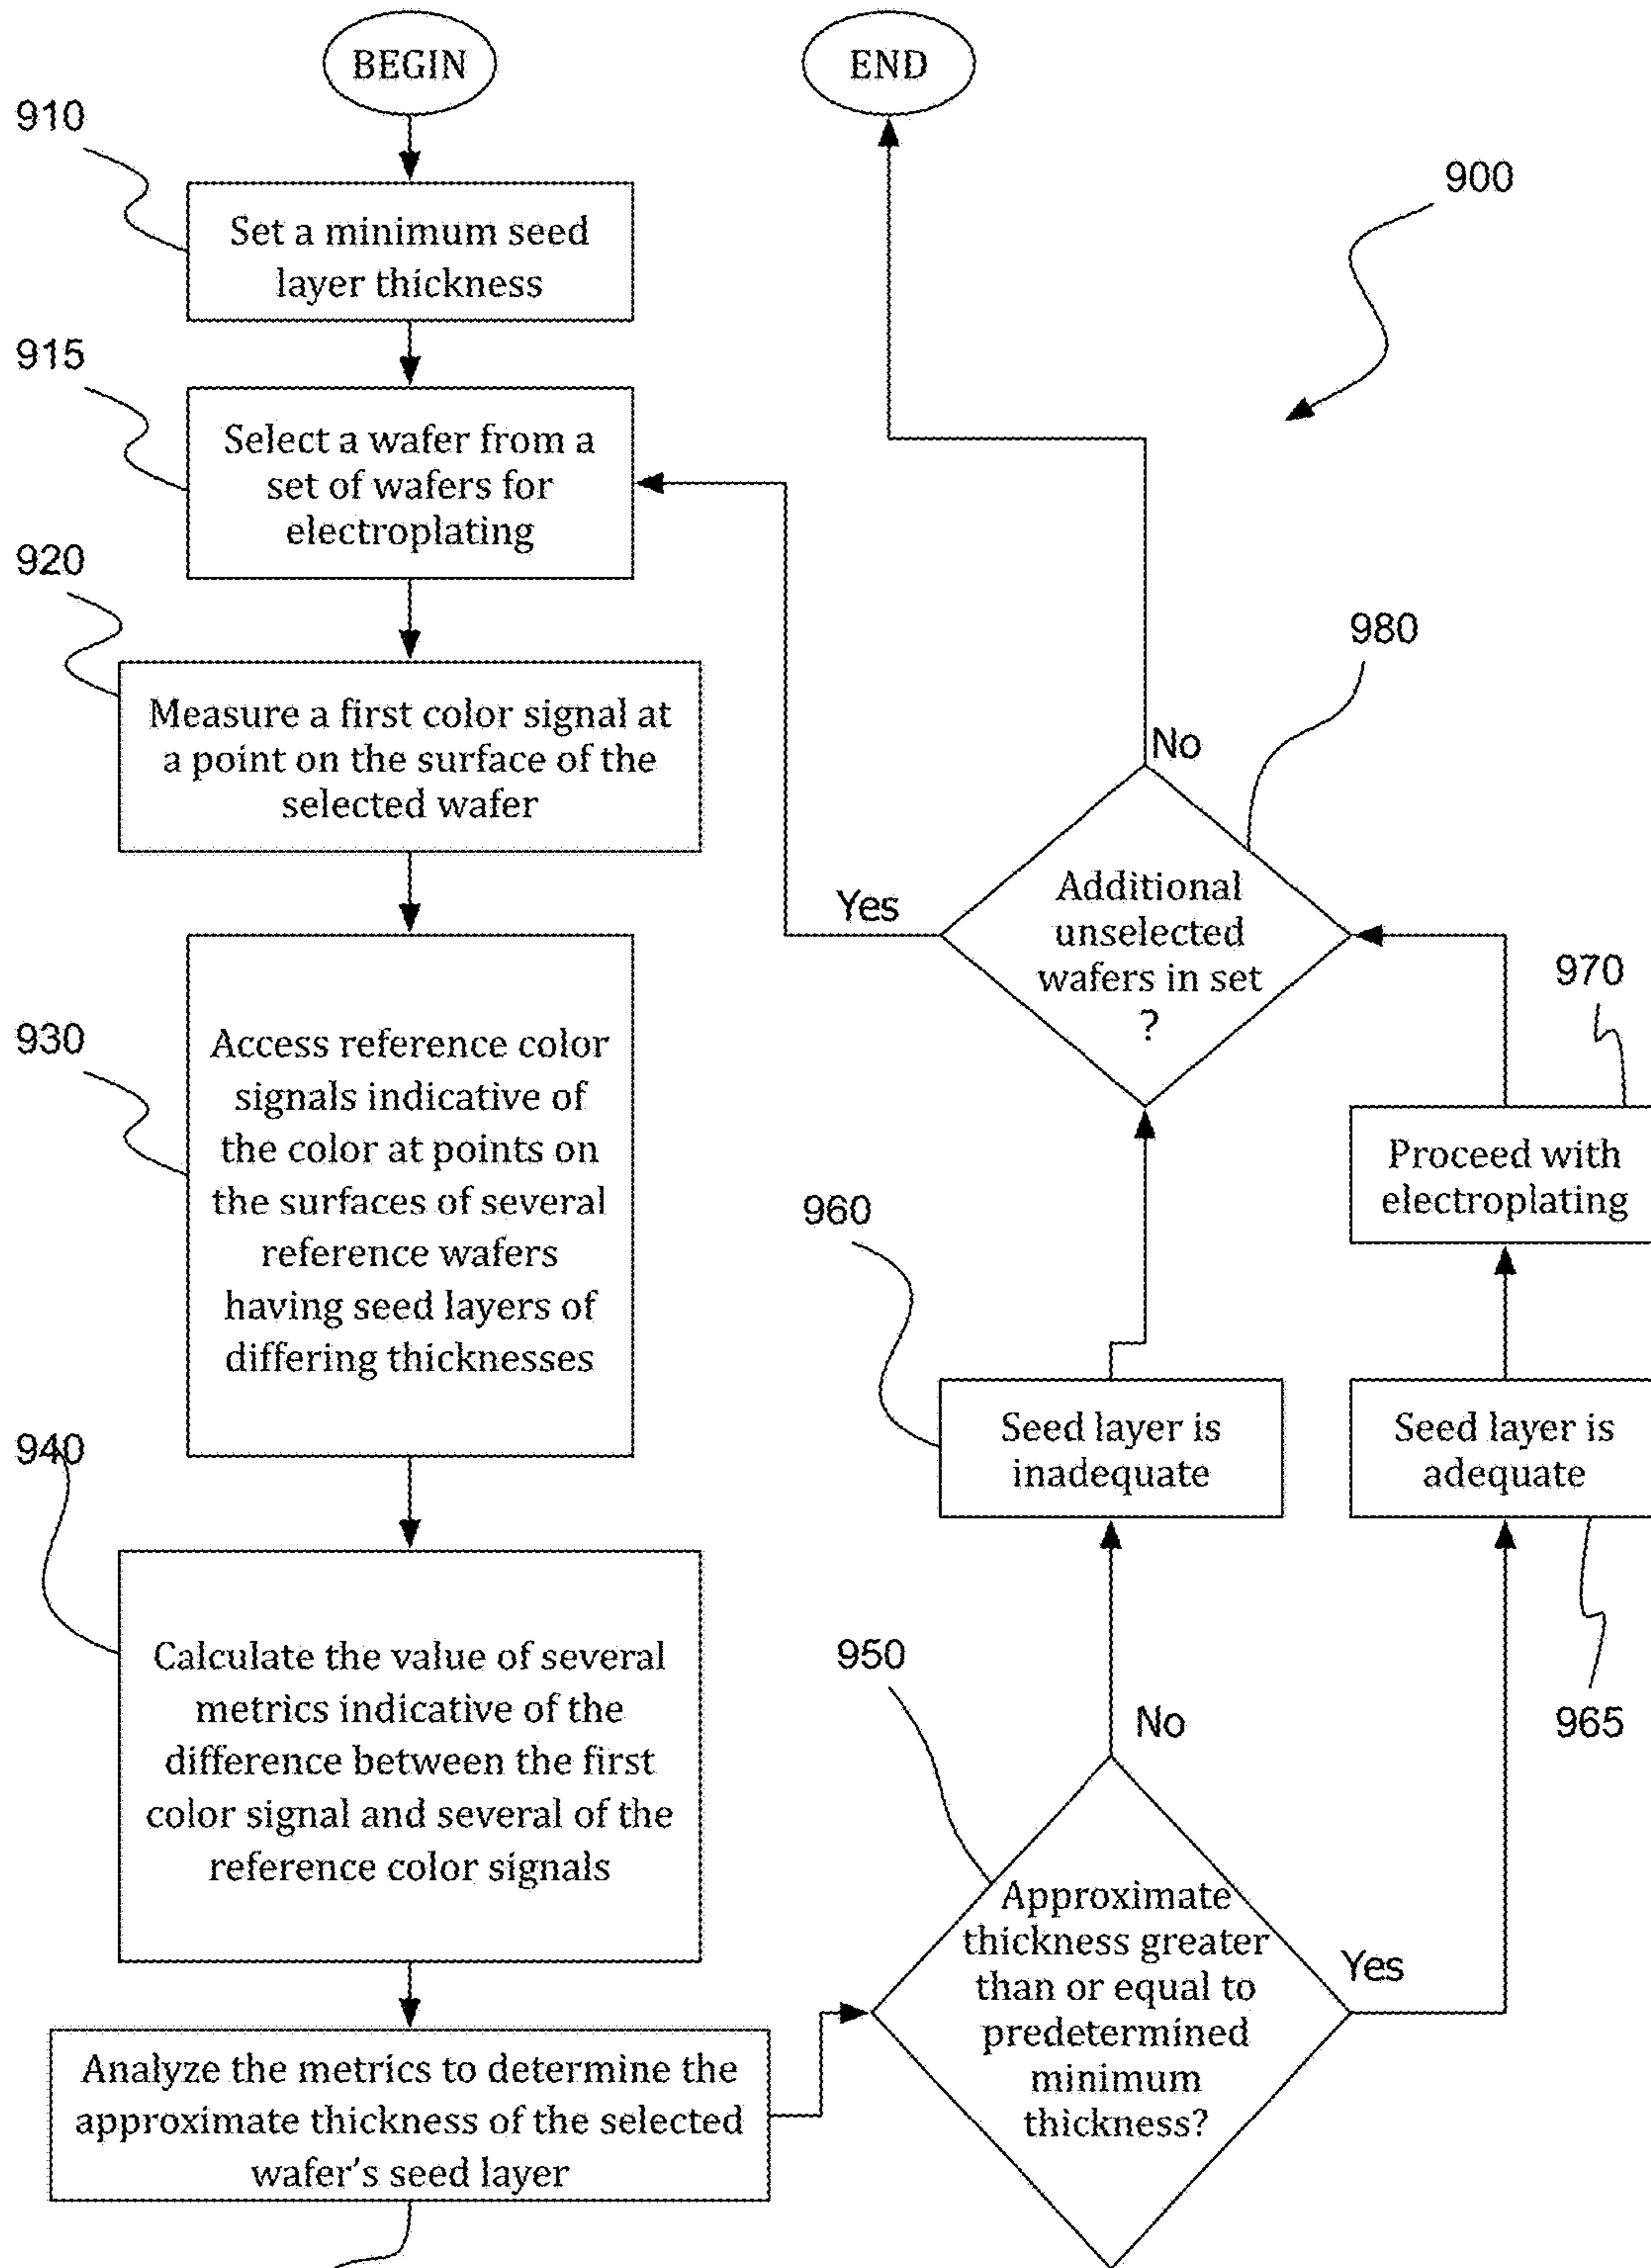 BEGIN
END
910
900
Set a minimum seed
layer thickness
915
Select a wafer from a
set of wafers for
electroplating
920
Measure a first color signal at
a point on the surface of the
selected wafer
930
Access reference color
signals indicative of
the color at points on
the surfaces of several
reference wafers
having seed layers of
differing thicknesses
940
Calculate the value of several
metrics indicative of the
difference between the first
color signal and several of the
reference color signals
Analyze the metrics to determine the
approximate thickness of the selected
wafer's seed layer
950
Approximate
thickness greater
than or equal to
predetermined
minimum
thickness?
No
Yes
960
Seed layer is
inadequate
Seed layer is
adequate
965
970
Proceed with
electroplating
980
Additional
unselected
wafers in set
?
No
Yes